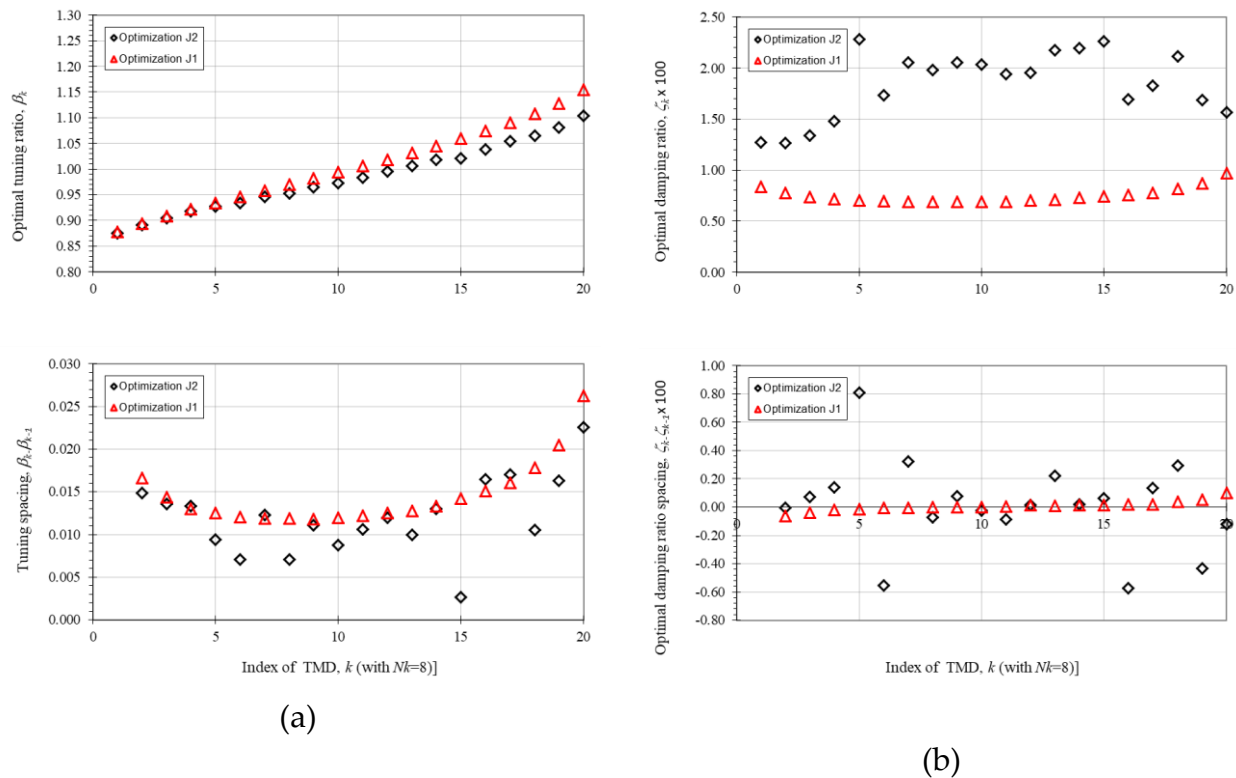 Optimal tuning ratio, βk
1.30
1.25
1.20
1.15
1.10
1.05
1.00
0.95
0.90
0.85
0.80
Optimization J2
Optimization J1
0 5 10 15 20
Tuning spacing, βk-βk-1
0.030
0.025
0.020
0.015
0.010
0.005
0.000
Optimization J2
Optimization J1
0 5 10 15 20
Index of TMD, k (with Nk=8)]
(a)
Optimal damping ratio, ζk x 100
2.50
2.00
1.50
1.00
0.50
0.00
Optimization J2
Optimization J1
0 5 10 15 20
Optimal damping ratio spacing, ζk-ζk-1 x 100
1.00
0.80
0.60
0.40
0.20
0.00
-0.20
-0.40
-0.60
-0.80
Optimization J2
Optimization J1
0 5 10 15 20
Index of TMD, k (with Nk=8)]
(b)